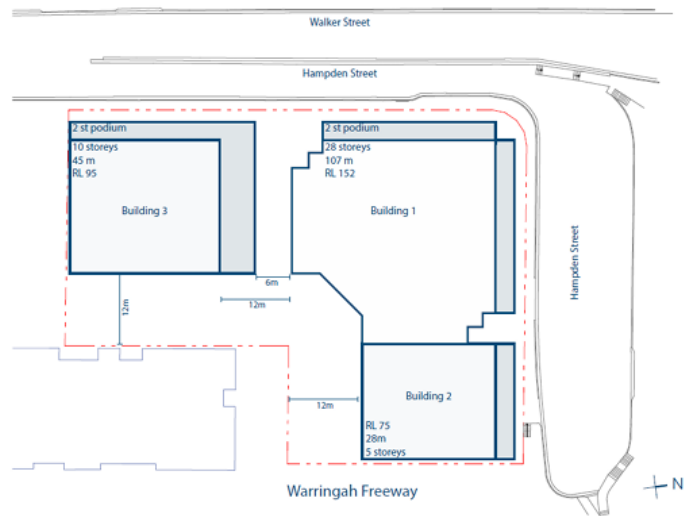 Walker Street
Hampden Street
2 st podium
10 storeys
45 m
RL 95
Building 3
2 st podium
28 storeys
107 m
RL 152
Building 1
Hampden Street
6m
12m
12m
12m
Building 2
RL 75
28m
5 storeys
Warringah Freeway
N